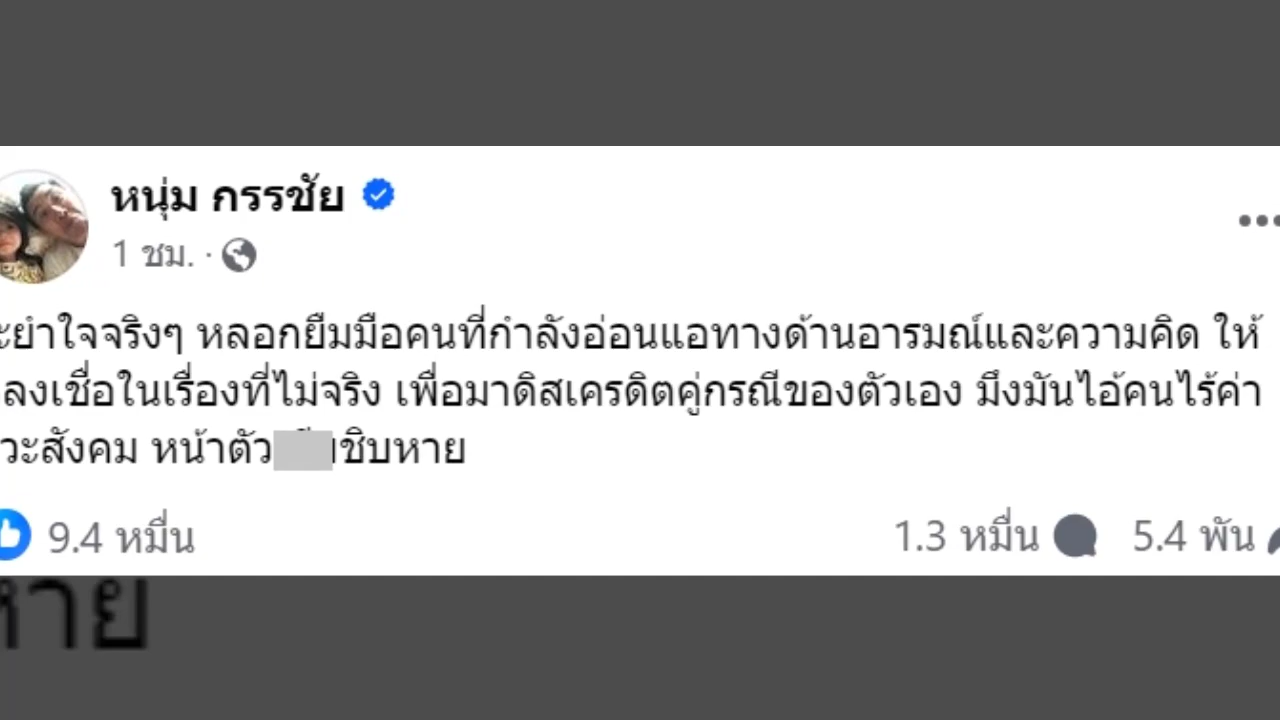 หนุ่ม กรรชัย
1 ชม. ·
ะยำใจจริงๆ หลอกยืมมือคนที่กำลังอ่อนแอทางด้านอารมณ์และความคิด ให้
ลงเชื่อในเรื่องที่ไม่จริง เพื่อมาดิสเครดิตคู่กรณีของตัวเอง มึงมันไอ้คนไร้ค่า
วะสังคม หน้าตัว ชิบหาย
9.4 หมื่น 1.3 หมื่น 5.4 พัน
หาย